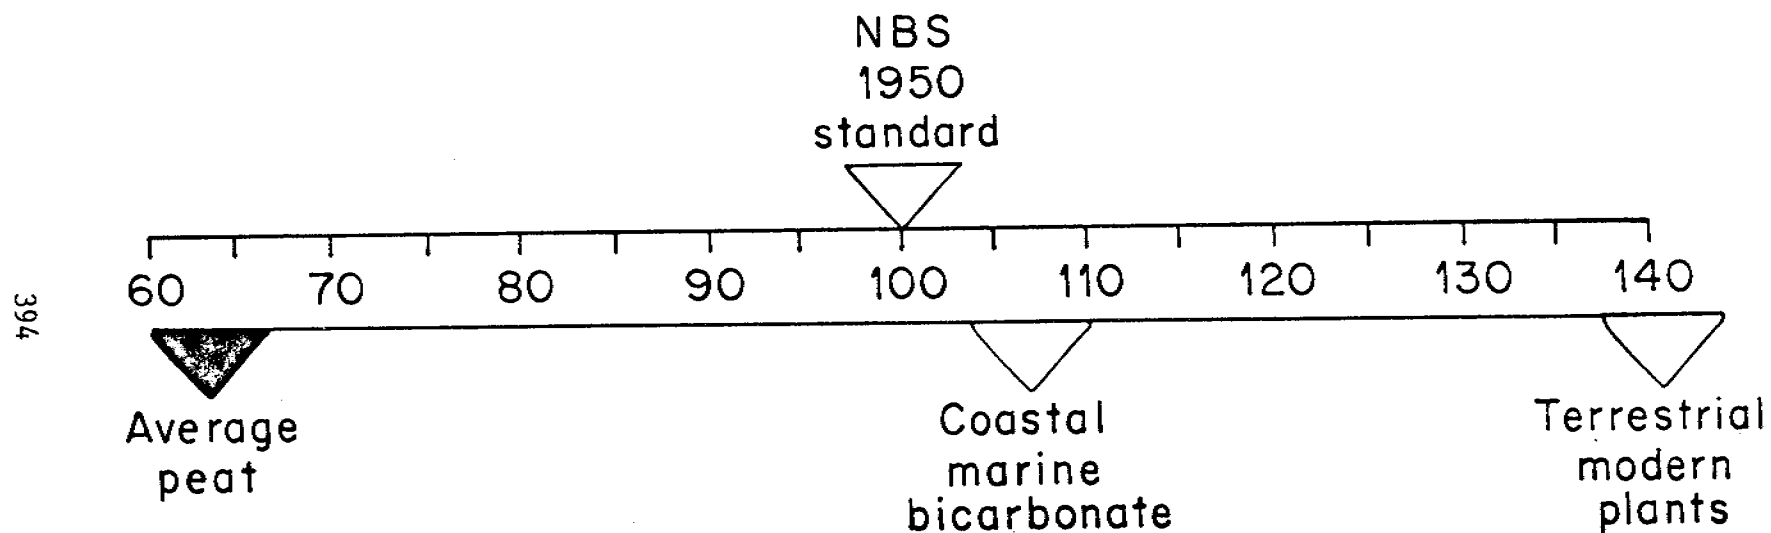 NBS
1950
standard
60 70 80 90 100 110 120 130 140
394
Average
peat
Coastal
marine
bicarbonate
Terrestrial
modern
plants